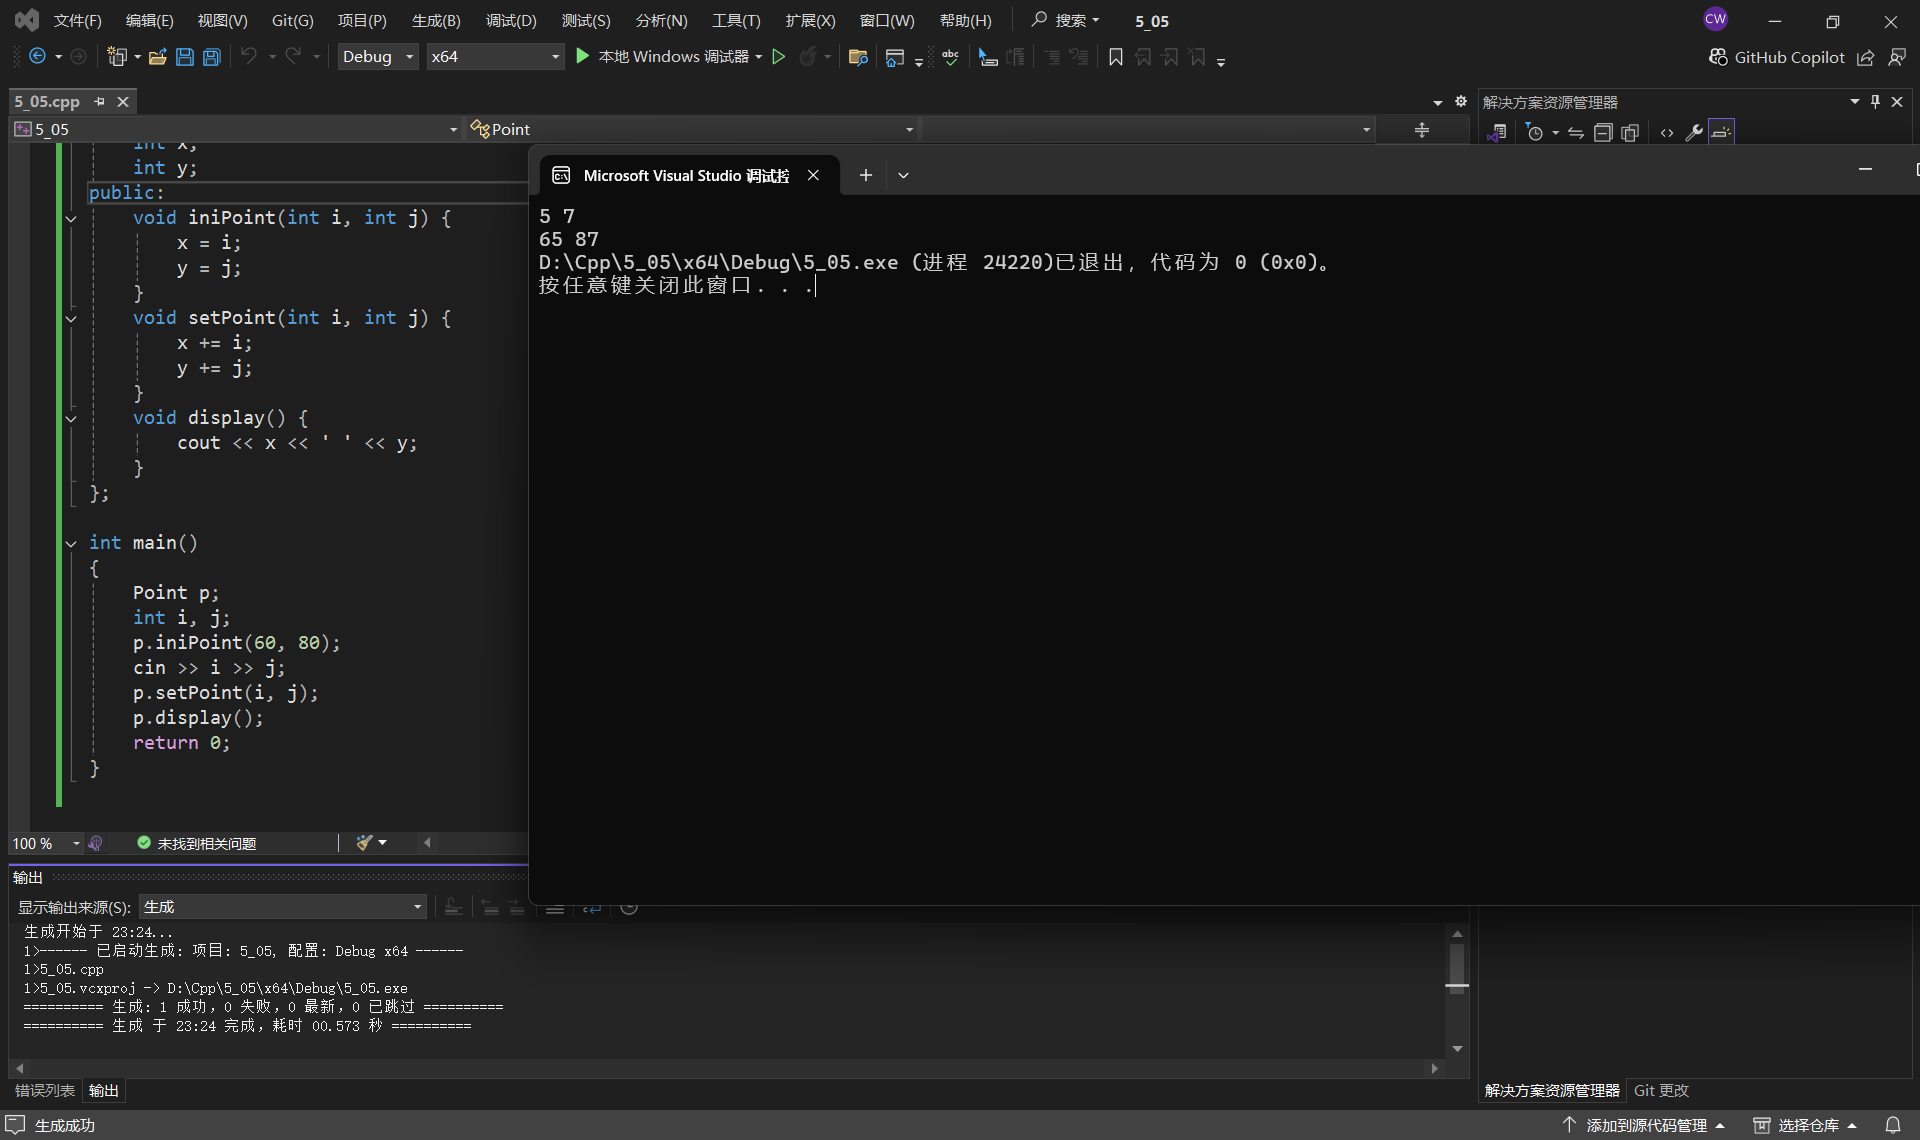 文件(F) 编辑(E) 视图(V) Git(G) 项目(P) 生成(B) 调试(D) 测试(S) 分析(N) 工具(T) 扩展(X) 窗口(W) 帮助(H) 搜索 5_05 CW
Debug x64 本地 Windows 调试器 abc GitHub Copilot
5_05.cpp
5_05 Point
int x;
int y;
public:
void iniPoint(int i, int j) {
x = i;
y = j;
}
void setPoint(int i, int j) {
x += i;
y += j;
}
void display() {
cout << x << ' ' << y;
}
};
int main()
{
Point p;
int i, j;
p.iniPoint(60, 80);
cin >> i >> j;
p.setPoint(i, j);
p.display();
return 0;
}
100 % 未找到相关问题
Microsoft Visual Studio 调试控
5 7
65 87
D:\Cpp\5_05\x64\Debug\5_05.exe (进程 24220)已退出，代码为 0 (0x0)。
按任意键关闭此窗口. . .
解决方案资源管理器
输出
显示输出来源(S): 生成
生成开始于 23:24...
1>------ 已启动生成: 项目: 5_05, 配置: Debug x64 ------
1>5_05.cpp
1>5_05.vcxproj -> D:\Cpp\5_05\x64\Debug\5_05.exe
========== 生成: 1 成功，0 失败，0 最新，0 已跳过 ==========
========== 生成 于 23:24 完成，耗时 00.573 秒 ==========
错误列表 输出
解决方案资源管理器 Git 更改
生成成功 添加到源代码管理 选择仓库